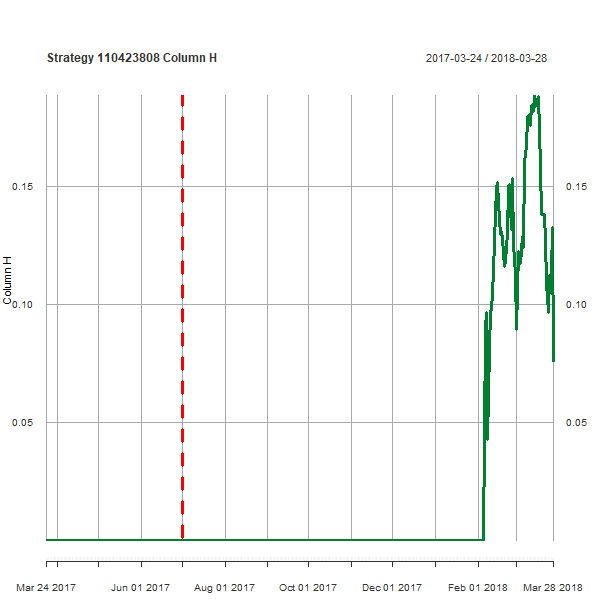 Strategy 110423808 Column H
2017-03-24 / 2018-03-28
0.15
0.15
Column H
0.10
0.10
0.05
0.05
Mar 24 2017
Jun 01 2017
Aug 01 2017
Oct 01 2017
Dec 01 2017
Feb 01 2018
Mar 28 2018